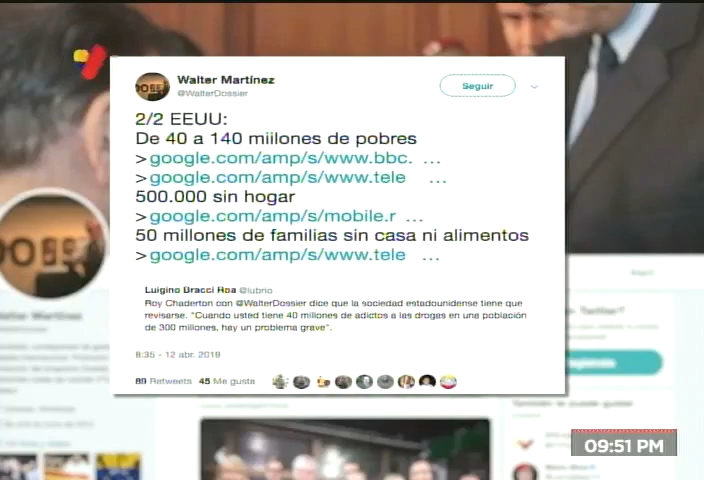 Walter Martínez
@WalterDossier
Seguir
2/2 EEUU:
De 40 a 140 miilones de pobres
>google.com/amp/s/www.bbc. ...
>google.com/amp/s/www.tele ...
500.000 sin hogar
>google.com/amp/s/mobile.r ...
50 millones de familias sin casa ni alimentos
>google.com/amp/s/www.tele ...
Luigino Bracci Roa @lubrio
Roy Chaderton con @WalterDossier dice que la sociedad estadounidense tiene que
revisarse. "Cuando usted tiene 40 millones de adictos a las drogas en una población
de 300 millones, hay un problema grave".
8:35 - 12 abr. 2019
89 Retweets 45 Me gusta
09:51 PM